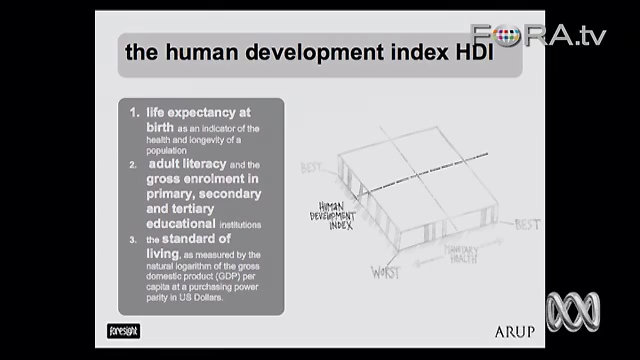 FORA.tv
the human development index HDI
1. life expectancy at
birth as an indicator of the
health and longevity of a
population
2. adult literacy and the
gross enrolment in
primary, secondary
and tertiary
educational institutions
3. the standard of
living, as measured by the
natural logarithm of the gross
domestic product (GDP) per
capita at a purchasing power
parity in US Dollars.
BEST
HUMAN
DEVELOPMENT
INDEX
BEST
MONETARY
HEALTH
WORST
foresight
ARUP